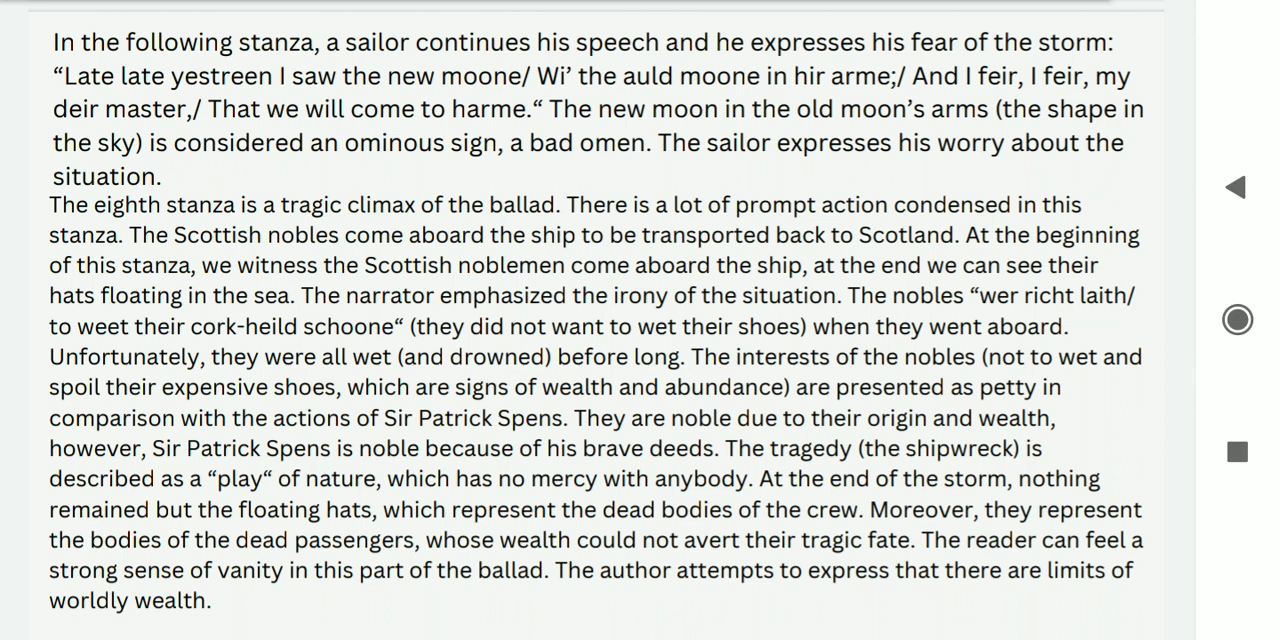 In the following stanza, a sailor continues his speech and he expresses his fear of the storm:
“Late late yestreen I saw the new moone/ Wi’ the auld moone in hir arme;/ And I feir, I feir, my
deir master,/ That we will come to harme.“ The new moon in the old moon’s arms (the shape in
the sky) is considered an ominous sign, a bad omen. The sailor expresses his worry about the
situation.
The eighth stanza is a tragic climax of the ballad. There is a lot of prompt action condensed in this
stanza. The Scottish nobles come aboard the ship to be transported back to Scotland. At the beginning
of this stanza, we witness the Scottish noblemen come aboard the ship, at the end we can see their
hats floating in the sea. The narrator emphasized the irony of the situation. The nobles “wer richt laith/
to weet their cork-heild schoone“ (they did not want to wet their shoes) when they went aboard.
Unfortunately, they were all wet (and drowned) before long. The interests of the nobles (not to wet and
spoil their expensive shoes, which are signs of wealth and abundance) are presented as petty in
comparison with the actions of Sir Patrick Spens. They are noble due to their origin and wealth,
however, Sir Patrick Spens is noble because of his brave deeds. The tragedy (the shipwreck) is
described as a “play“ of nature, which has no mercy with anybody. At the end of the storm, nothing
remained but the floating hats, which represent the dead bodies of the crew. Moreover, they represent
the bodies of the dead passengers, whose wealth could not avert their tragic fate. The reader can feel a
strong sense of vanity in this part of the ballad. The author attempts to express that there are limits of
worldly wealth.